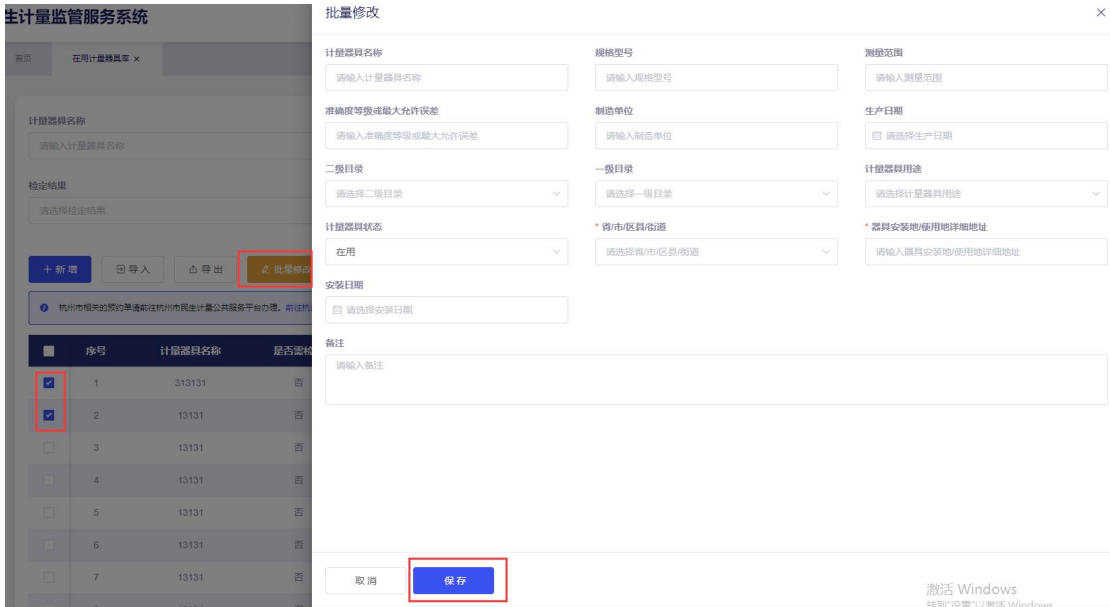 生计量监管服务系统
首页
在用计量器具库 ×
计量器具名称
请输入计量器具名称
检定结果
请选择检定结果
+ 新 增
导 入
导 出
批量修改
杭州市相关的预约单请前往杭州市民生计量公共服务平台办理。前往杭
序号 计量器具名称 是否需检
1 313131 否
2 13131 否
3 13131 否
4 13131 否
5 13131 否
6 13131 否
7 13131 否
批量修改
计量器具名称 规格型号 测量范围
请输入计量器具名称 请输入规格型号 请输入测量范围
准确度等级或最大允许误差 制造单位 生产日期
请输入准确度等级或最大允许误差 请输入制造单位 请选择生产日期
二级目录 一级目录 计量器具用途
请选择二级目录 请选择一级目录 请选择计量器具用途
计量器具状态 * 省/市/区县/街道 * 器具安装地/使用地详细地址
在用 请选择省/市/区县/街道 请输入器具安装地/使用地详细地址
安装日期
请选择安装日期
备注
请输入备注
取 消 保 存
激活 Windows
转到"设置"以激活 Windows